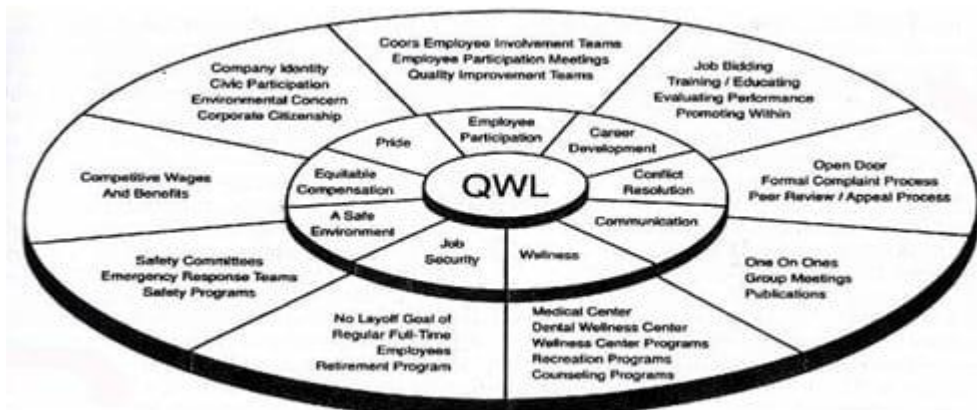 Coors Employee Involvement Teams
Employee Participation Meetings
Quality Improvement Teams
Job Bidding
Training / Educating
Evaluating Performance
Promoting Within
Open Door
Formal Complaint Process
Peer Review / Appeal Process
One On Ones
Group Meetings
Publications
Medical Center
Dental Wellness Center
Wellness Center Programs
Recreation Programs
Counseling Programs
No Layoff Goal of
Regular Full-Time
Employees
Retirement Program
Safety Committees
Emergency Response Teams
Safety Programs
Competitive Wages
And Benefits
Company Identity
Civic Participation
Environmental Concern
Corporate Citizenship
Employee
Participation
Career
Development
Conflict
Resolution
Communication
Wellness
Job
Security
A Safe
Environment
Equitable
Compensation
Pride
QWL